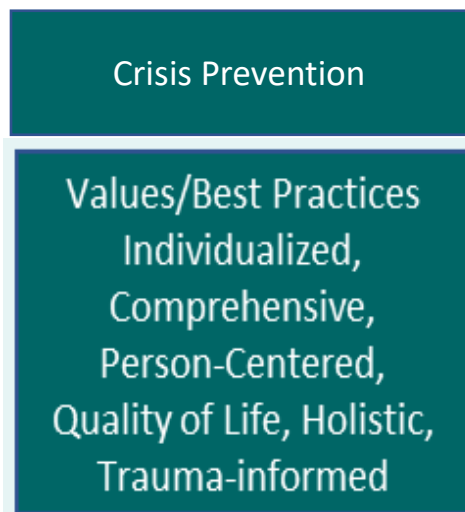 Crisis Prevention
Values/Best Practices
Individualized,
Comprehensive,
Person-Centered,
Quality of Life, Holistic,
Trauma-informed